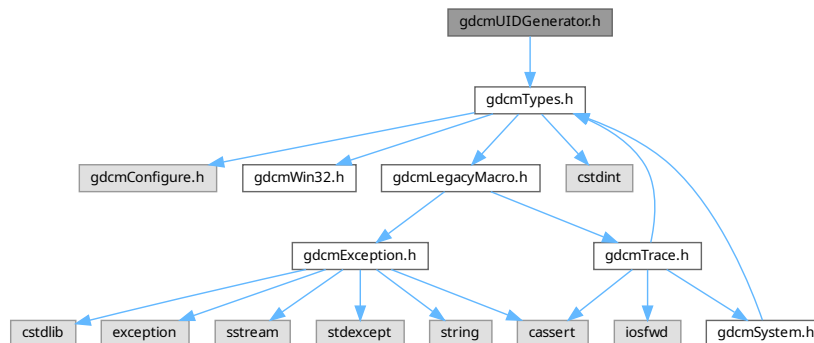 gdcmUIDGenerator.h
gdcmTypes.h
gdcmConfigure.h
gdcmWin32.h
gdcmLegacyMacro.h
cstdint
gdcmException.h
gdcmTrace.h
cstdlib
exception
sstream
stdexcept
string
cassert
iosfwd
gdcmSystem.h